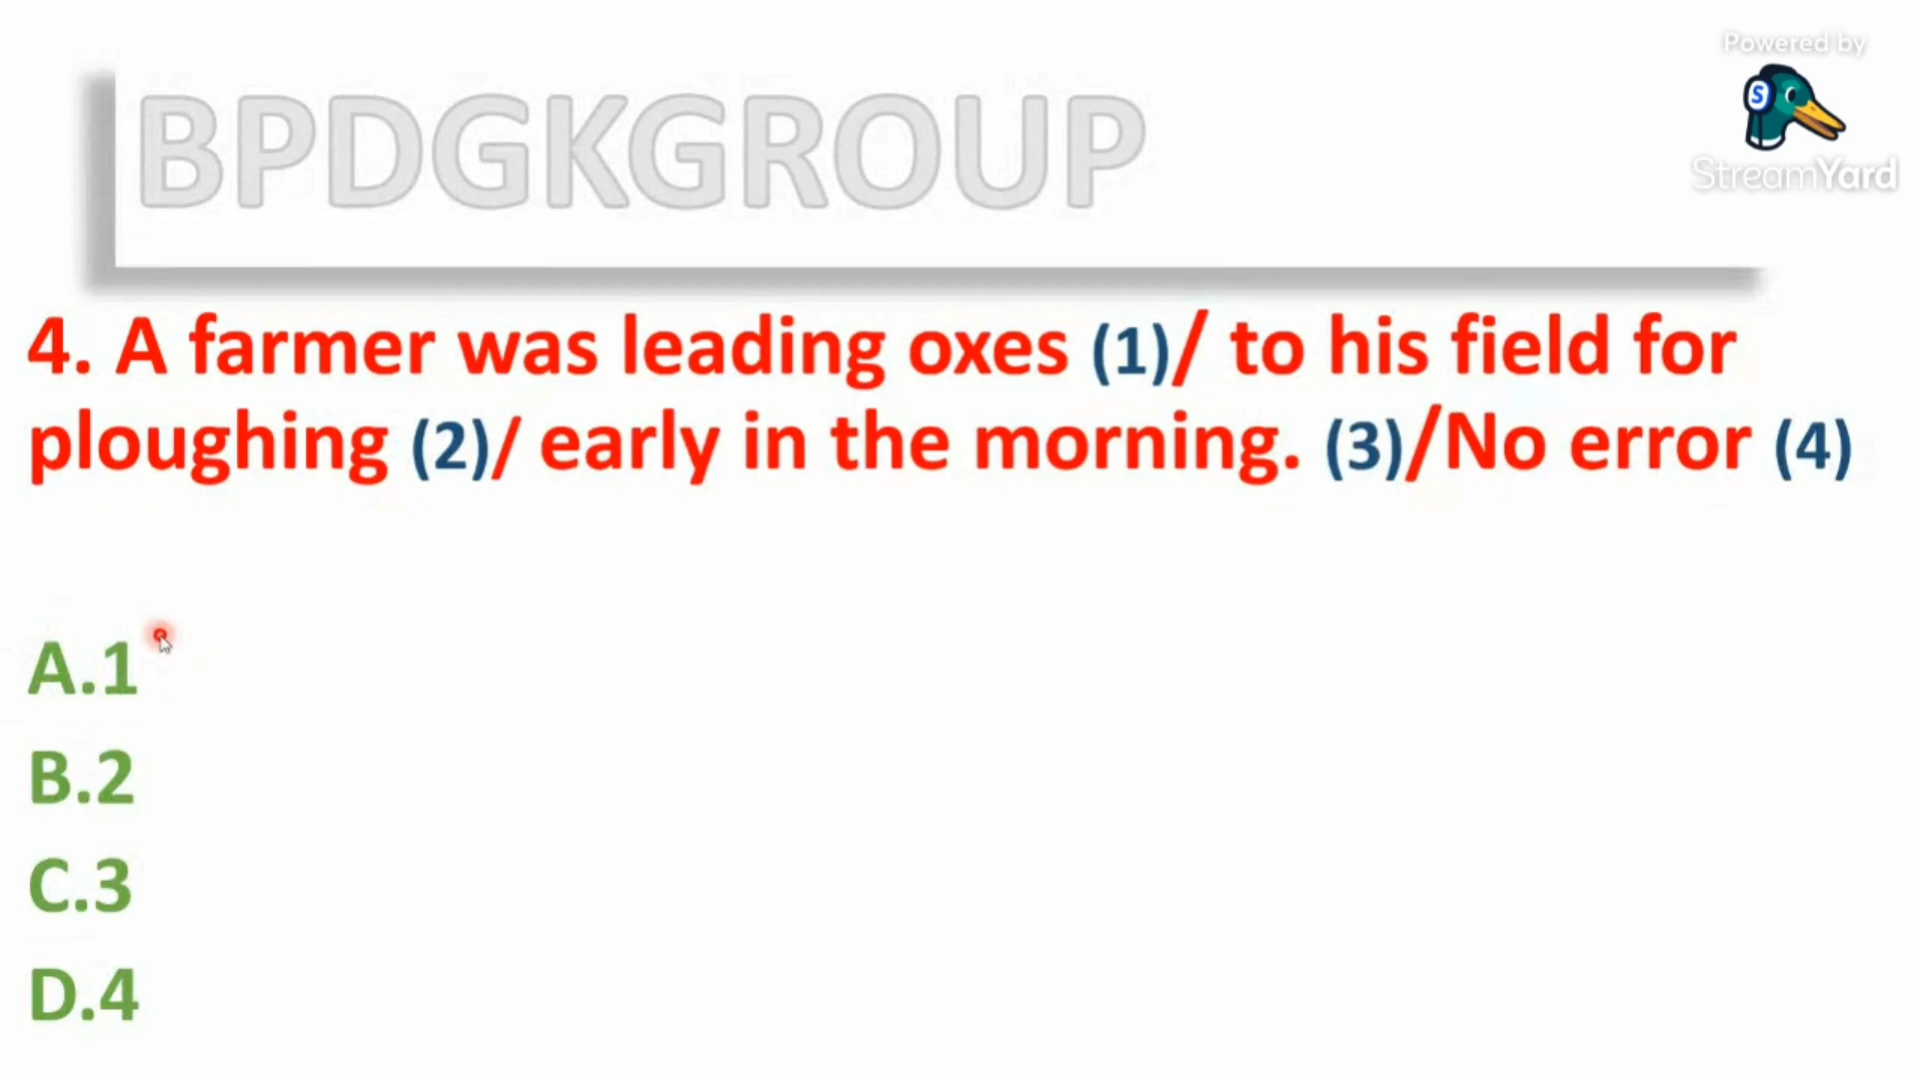 Powered by
S
StreamYard
BPDGKGROUP
4. A farmer was leading oxes (1)/ to his field for
ploughing (2)/ early in the morning. (3)/No error (4)
A.1
B.2
C.3
D.4